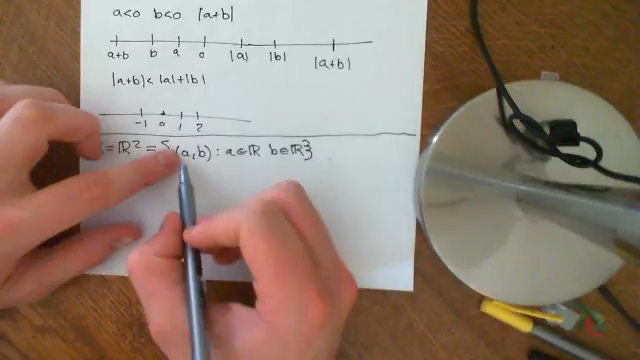 a<0 b<0 |a+b|
a+b b a 0 |a| |b| |a+b|
|a+b| < |a|+|b|
-1 0 1 2
= ℝ² = {(a,b) : a∈ℝ b∈ℝ}